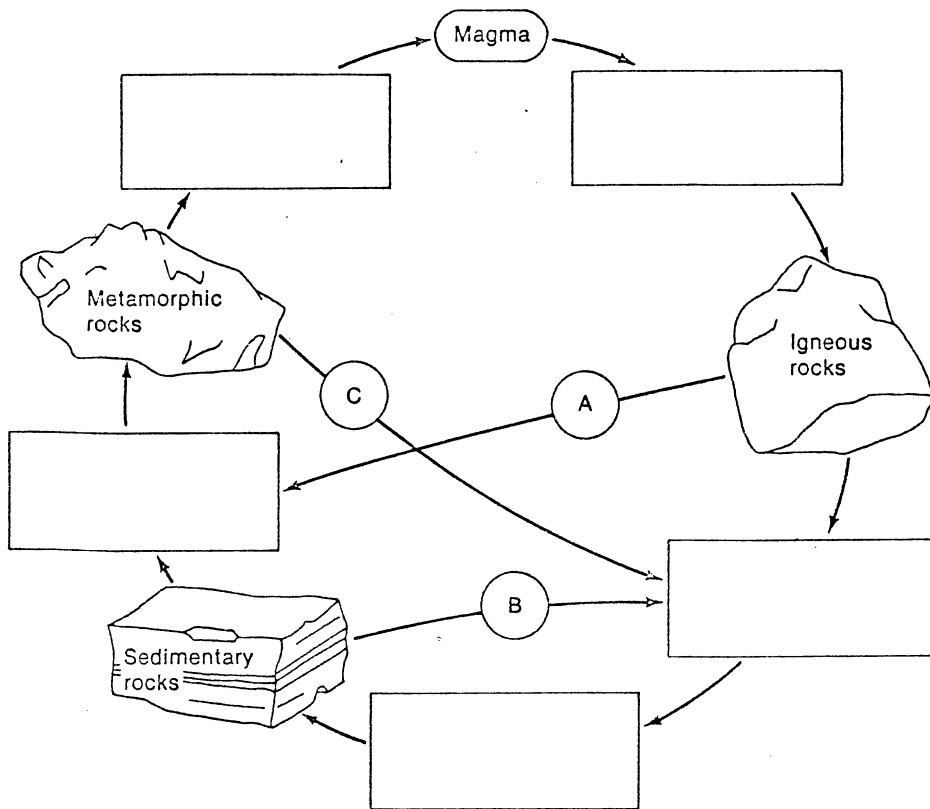 Magma
Metamorphic
rocks
Igneous
rocks
C
A
B
Sedimentary
rocks